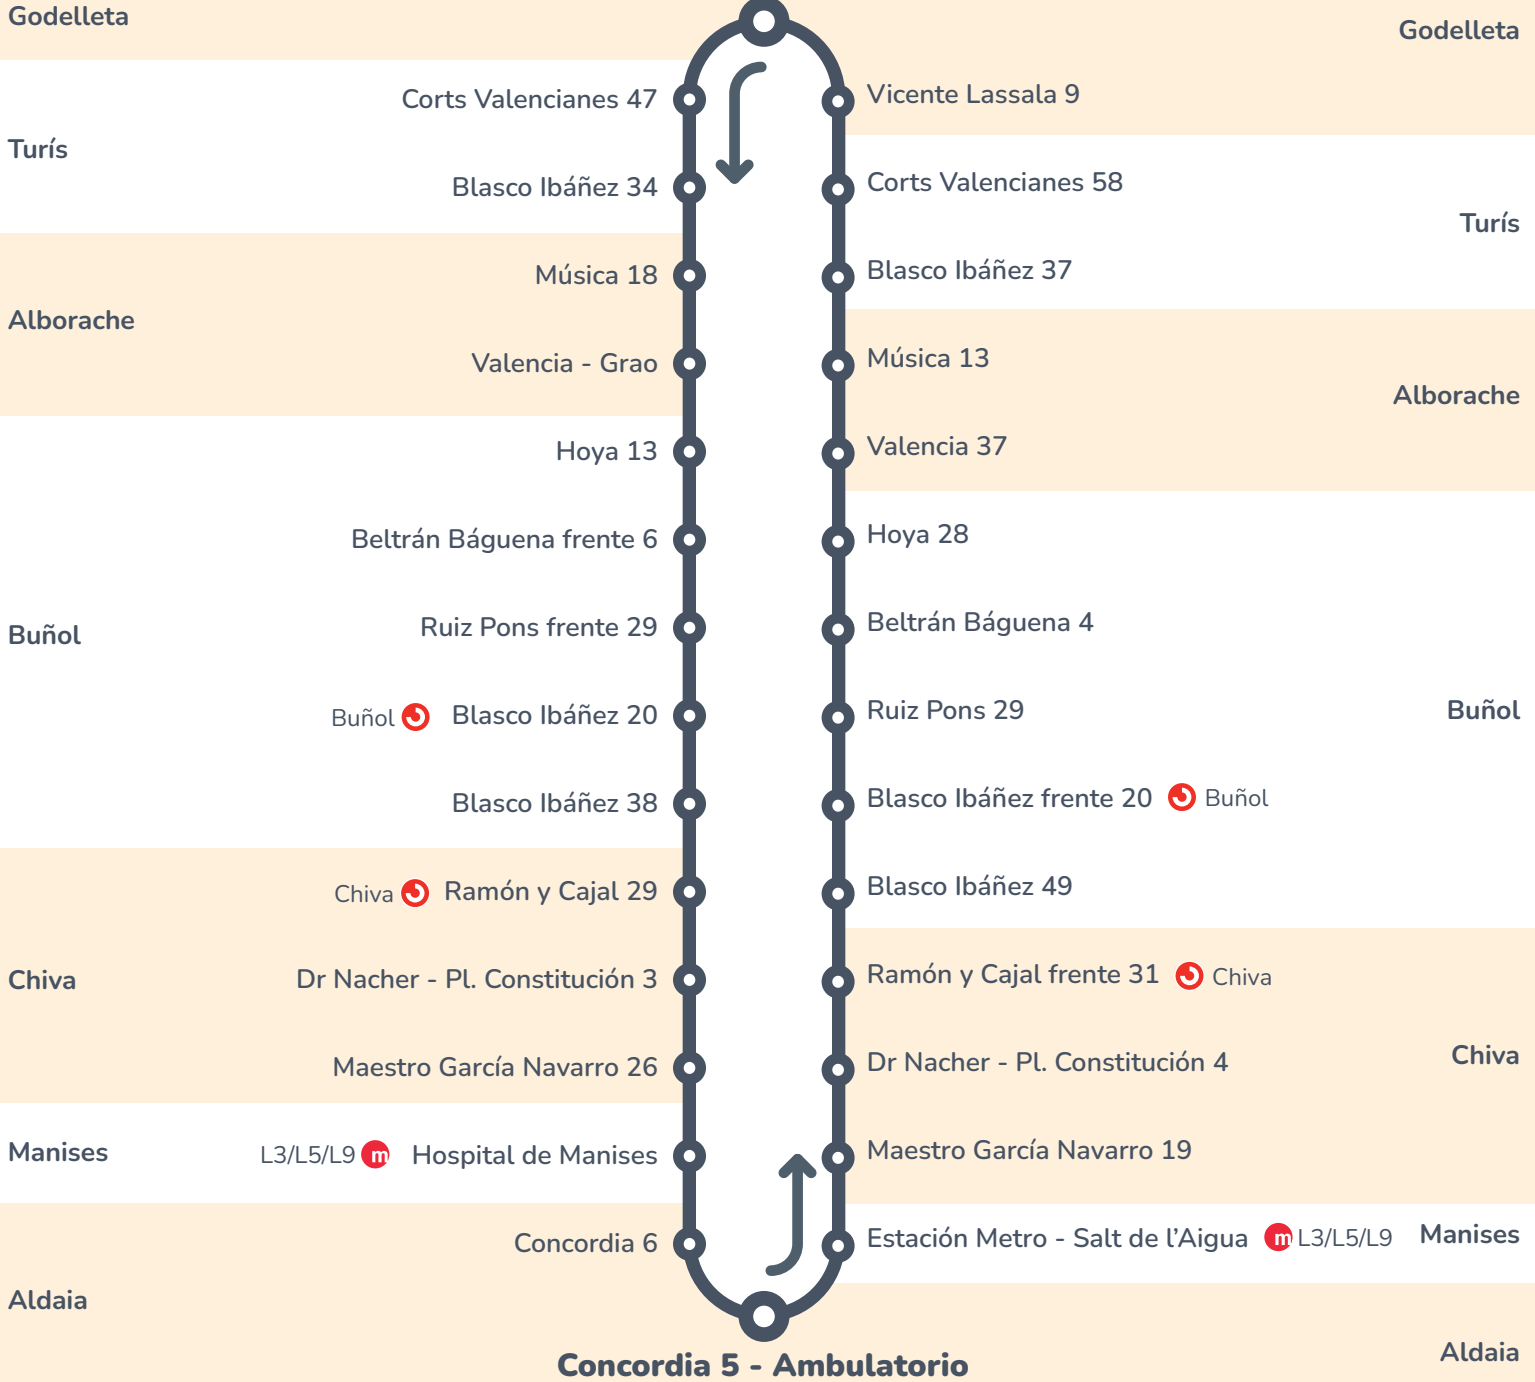 Godelleta
Godelleta
Corts Valencianes 47
Vicente Lassala 9
Turís
Blasco Ibáñez 34
Corts Valencianes 58
Turís
Música 18
Blasco Ibáñez 37
Alborache
Valencia - Grao
Música 13
Alborache
Hoya 13
Valencia 37
Beltrán Báguena frente 6
Hoya 28
Buñol
Ruiz Pons frente 29
Beltrán Báguena 4
Buñol Blasco Ibáñez 20
Ruiz Pons 29
Buñol
Blasco Ibáñez 38
Blasco Ibáñez frente 20 Buñol
Chiva Ramón y Cajal 29
Blasco Ibáñez 49
Chiva
Dr Nacher - Pl. Constitución 3
Ramón y Cajal frente 31 Chiva
Maestro García Navarro 26
Dr Nacher - Pl. Constitución 4
Chiva
Manises
L3/L5/L9 m Hospital de Manises
Maestro García Navarro 19
Concordia 6
Estación Metro - Salt de l’Aigua m L3/L5/L9
Manises
Aldaia
Concordia 5 - Ambulatorio
Aldaia